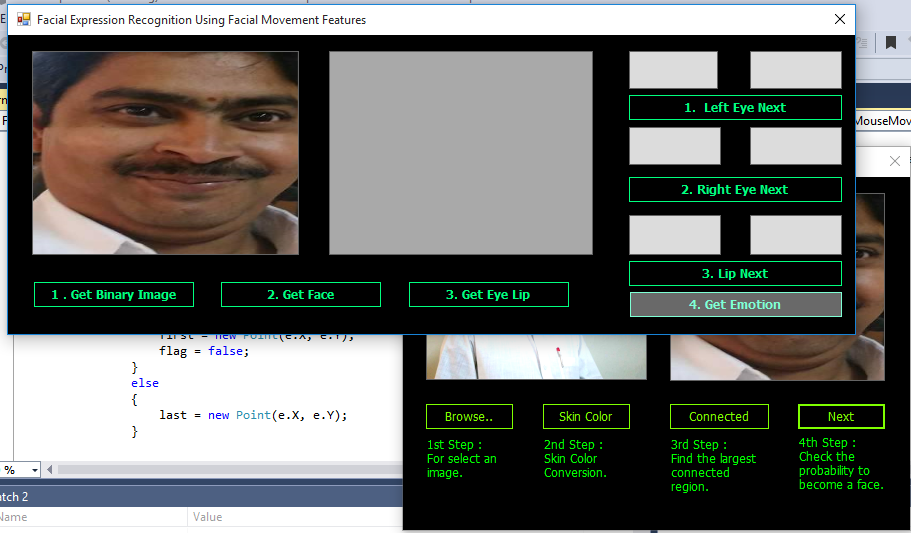 Facial Expression Recognition Using Facial Movement Features
1. Left Eye Next
2. Right Eye Next
3. Lip Next
4. Get Emotion
1 . Get Binary Image
2. Get Face
3. Get Eye Lip
MouseMov
first = new Point(e.X, e.Y);
flag = false;
}
else
{
last = new Point(e.X, e.Y);
}
%
Browse..
Skin Color
Connected
Next
1st Step :
For select an
image.
2nd Step :
Skin Color
Conversion.
3rd Step :
Find the largest
connected
region.
4th Step :
Check the
probability to
become a face.
atch 2
Name
Value